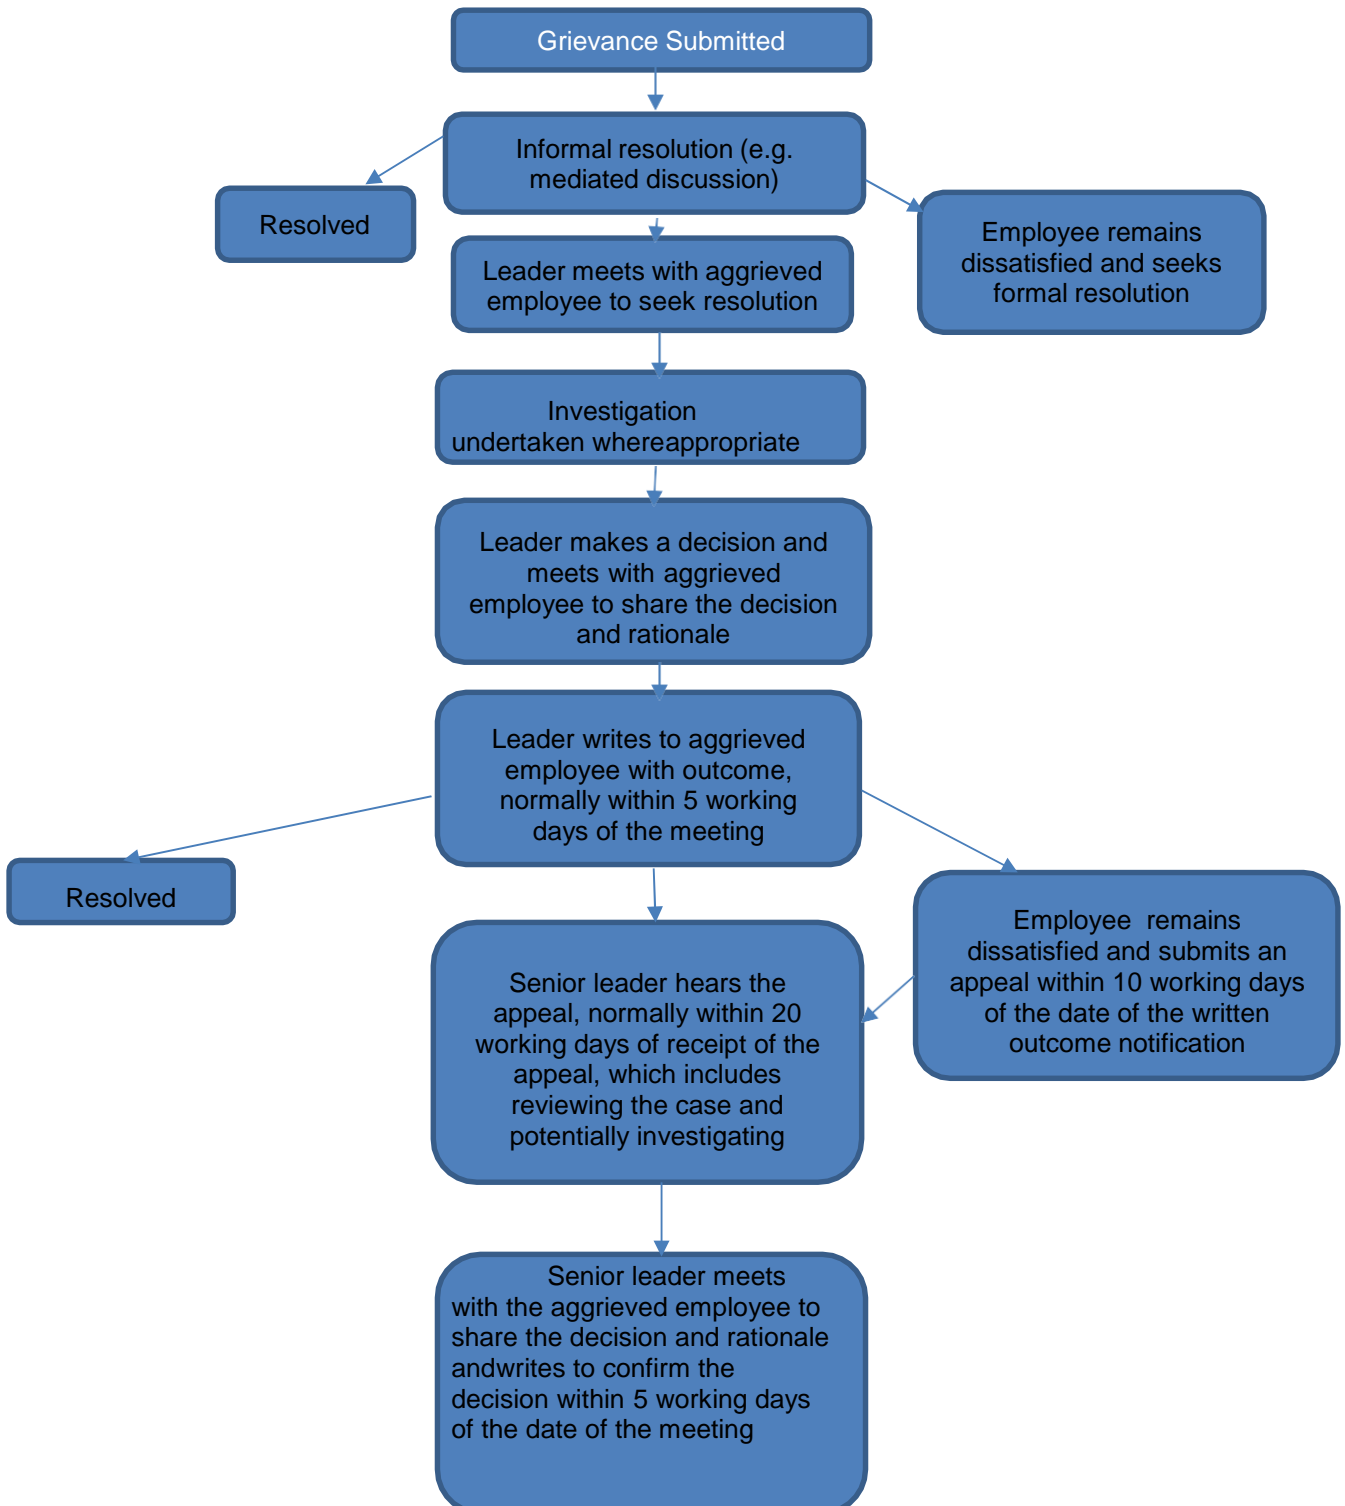 Grievance Submitted
Informal resolution (e.g.
mediated discussion)
Resolved
Employee remains
dissatisfied and seeks
formal resolution
Leader meets with aggrieved
employee to seek resolution
Investigation
undertaken whereappropriate
Leader makes a decision and
meets with aggrieved
employee to share the decision
and rationale
Leader writes to aggrieved
employee with outcome,
normally within 5 working
days of the meeting
Resolved
Employee remains
dissatisfied and submits an
appeal within 10 working days
of the date of the written
outcome notification
Senior leader hears the
appeal, normally within 20
working days of receipt of the
appeal, which includes
reviewing the case and
potentially investigating
Senior leader meets
with the aggrieved employee to
share the decision and rationale
andwrites to confirm the
decision within 5 working days
of the date of the meeting